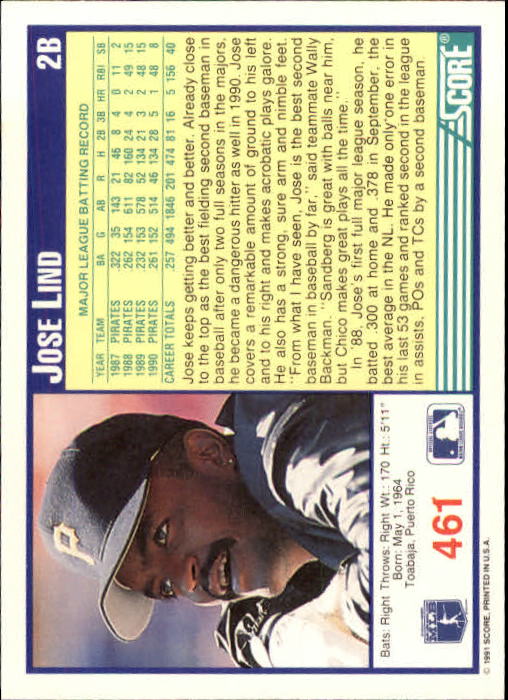 JOSE LIND 2B
MAJOR LEAGUE BATTING RECORD
YEAR TEAM BA G AB R H 2B 3B HR RBI SB
1987 PIRATES .322 35 143 21 46 8 4 0 11 2
1988 PIRATES .262 154 611 82 160 24 4 2 49 15
1989 PIRATES .232 153 578 52 134 21 3 2 48 15
1990 PIRATES .261 152 514 46 134 28 5 1 48 8
CAREER TOTALS .257 494 1846 201 474 81 16 5 156 40
Jose keeps getting better and better. Already close
to the top as the best fielding second baseman in
baseball after only two full seasons in the majors,
he became a dangerous hitter as well in 1990. Jose
covers a remarkable amount of ground to his left
and to his right and makes acrobatic plays galore.
He also has a strong, sure arm and nimble feet.
"From what I have seen, Jose is the best second
baseman in baseball by far," said teammate Wally
Backman. "Sandberg is great with balls near him,
but Chico makes great plays all the time."
In '88, Jose's first full major league season, he
batted .300 at home and .378 in September, the
best average in the NL. He made only one error in
his last 53 games and ranked second in the league
in assists, POs and TCs by a second baseman.
SCORE®
P
Bats: Right Throws: Right Wt.: 170 Ht.: 5'11"
Born: May 1, 1964
Toabaja, Puerto Rico
461
© 1991 SCORE, PRINTED IN U.S.A.